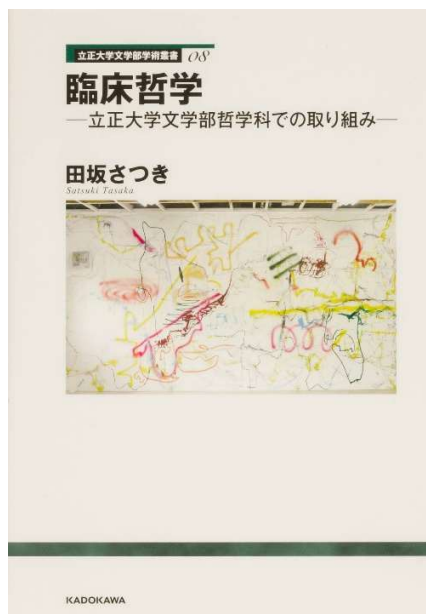 立正大学文学部学術叢書 08
臨床哲学
―立正大学文学部哲学科での取り組み―
田坂さつき
Satsuki Tasaka
KADOKAWA